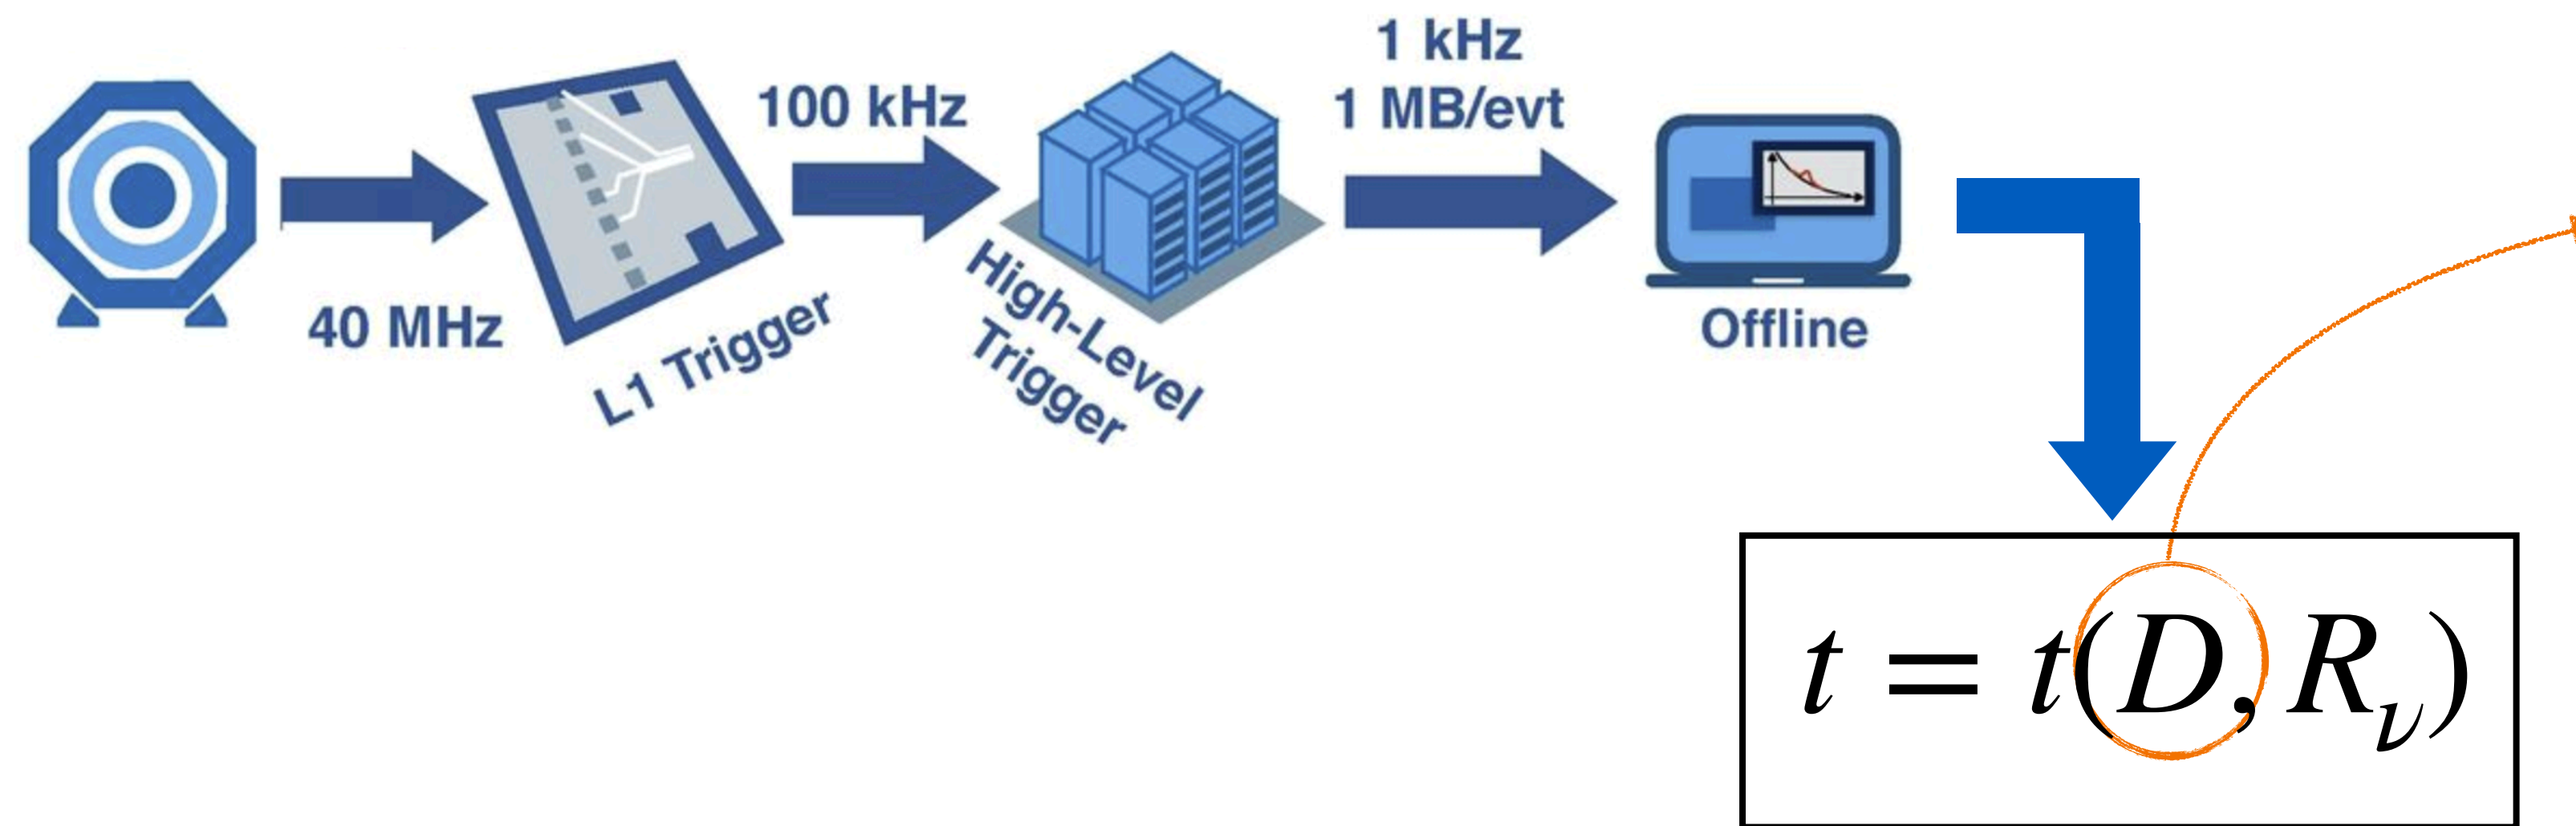 40 MHz
L1 Trigger
100 kHz
High-Level
Trigger
1 kHz
1 MB/evt
Offline
t = t(D, R_ν)